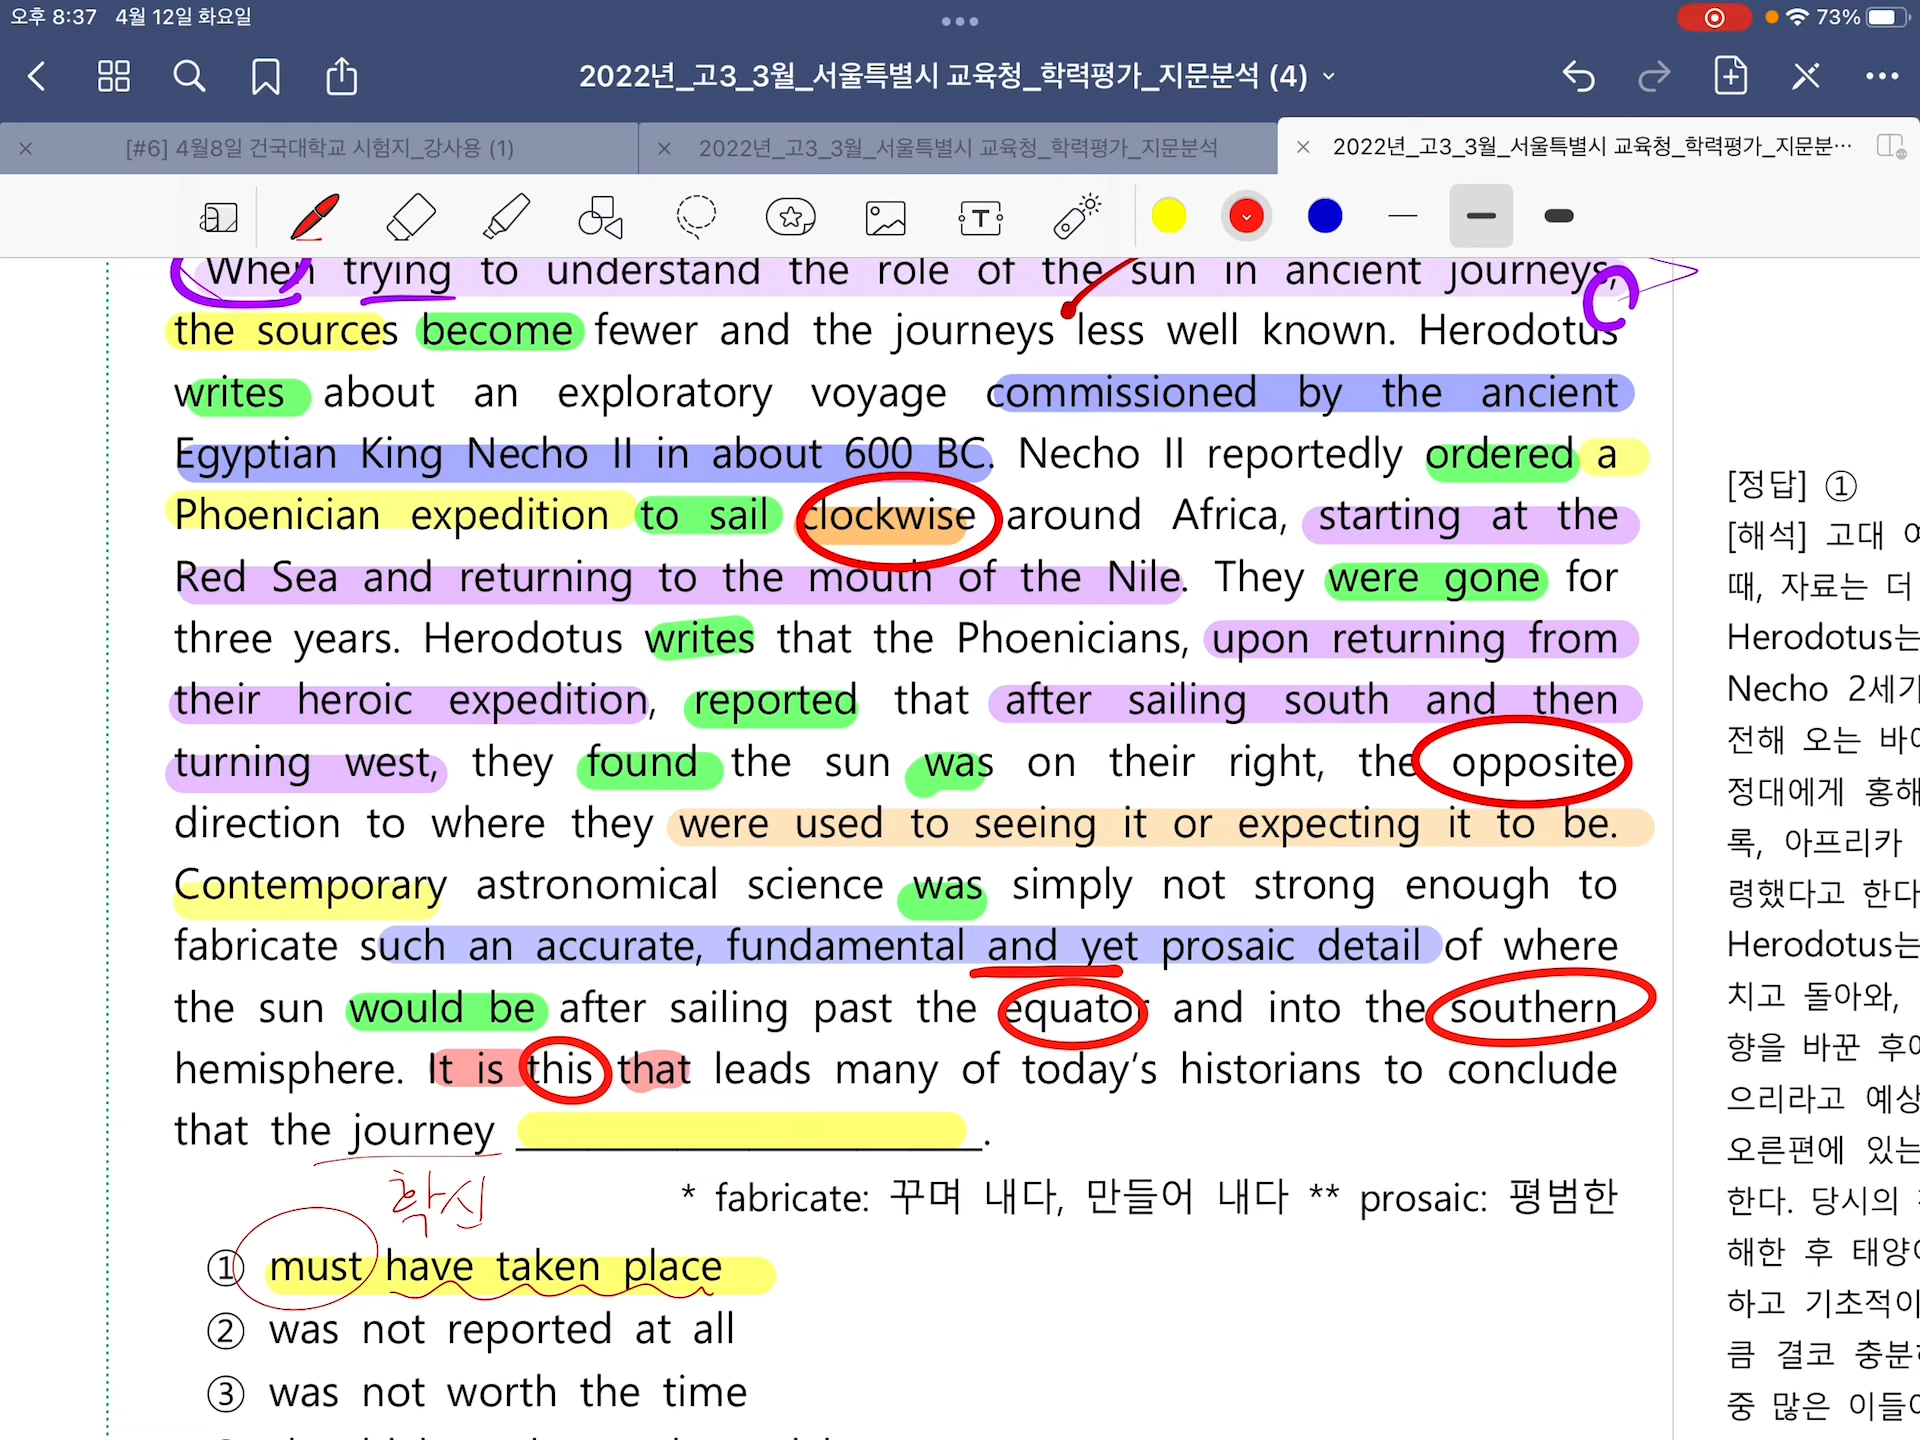 오후 8:37 4월 12일 화요일
73%
2022년_고3_3월_서울특별시 교육청_학력평가_지문분석 (4)
[#6] 4월8일 건국대학교 시험지_강사용 (1)
2022년_고3_3월_서울특별시 교육청_학력평가_지문분석
2022년_고3_3월_서울특별시 교육청_학력평가_지문분…
When trying to understand the role of the sun in ancient journeys,
the sources become fewer and the journeys less well known. Herodotus
writes about an exploratory voyage commissioned by the ancient
Egyptian King Necho II in about 600 BC. Necho II reportedly ordered a
Phoenician expedition to sail clockwise around Africa, starting at the
Red Sea and returning to the mouth of the Nile. They were gone for
three years. Herodotus writes that the Phoenicians, upon returning from
their heroic expedition, reported that after sailing south and then
turning west, they found the sun was on their right, the opposite
direction to where they were used to seeing it or expecting it to be.
Contemporary astronomical science was simply not strong enough to
fabricate such an accurate, fundamental and yet prosaic detail of where
the sun would be after sailing past the equator and into the southern
hemisphere. It is this that leads many of today's historians to conclude
that the journey ____________.
확신
* fabricate: 꾸며 내다, 만들어 내다 ** prosaic: 평범한
① must have taken place
② was not reported at all
③ was not worth the time
[정답] ①
[해석] 고대
때, 자료는 더
Herodotus는
Necho 2세가
전해 오는
정대에게 홍해
록, 아프리카
령했다고 한다
Herodotus는
치고 돌아와,
향을 바꾼 후에
으리라고 예상
오른편에 있는
한다. 당시의
해한 후 태양이
하고 기초적이
큼 결코 충분히
중 많은 이들이